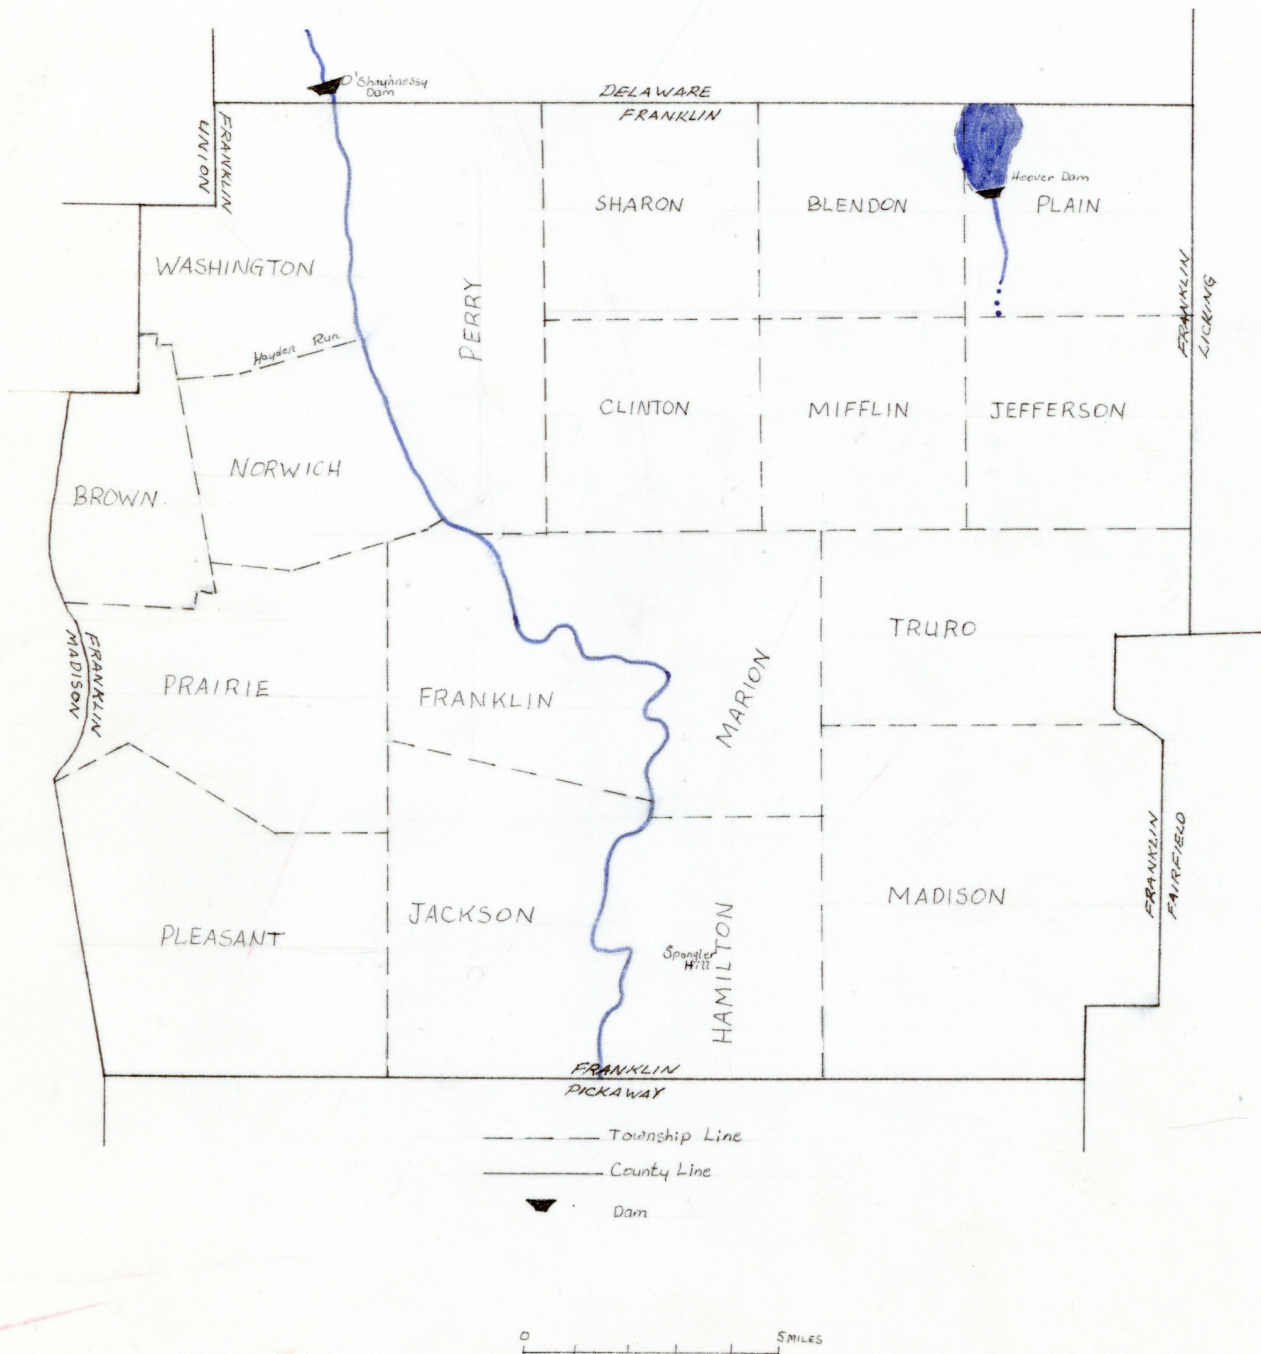 O'Shayhnessy
Dam
DELAWARE
FRANKLIN
FRANKLIN
UNION
Hoover Dam
SHARON
BLENDON
PLAIN
WASHINGTON
PERRY
FRANKLIN
LICKING
Hayden Run
CLINTON
MIFFLIN
JEFFERSON
NORWICH
BROWN
TRURO
FRANKLIN
MADISON
PRAIRIE
FRANKLIN
MARION
FRANKLIN
FAIRFIELD
MADISON
JACKSON
PLEASANT
Spangler
Hill
HAMILTON
FRANKLIN
PICKAWAY
Township Line
County Line
Dam
0 5 MILES